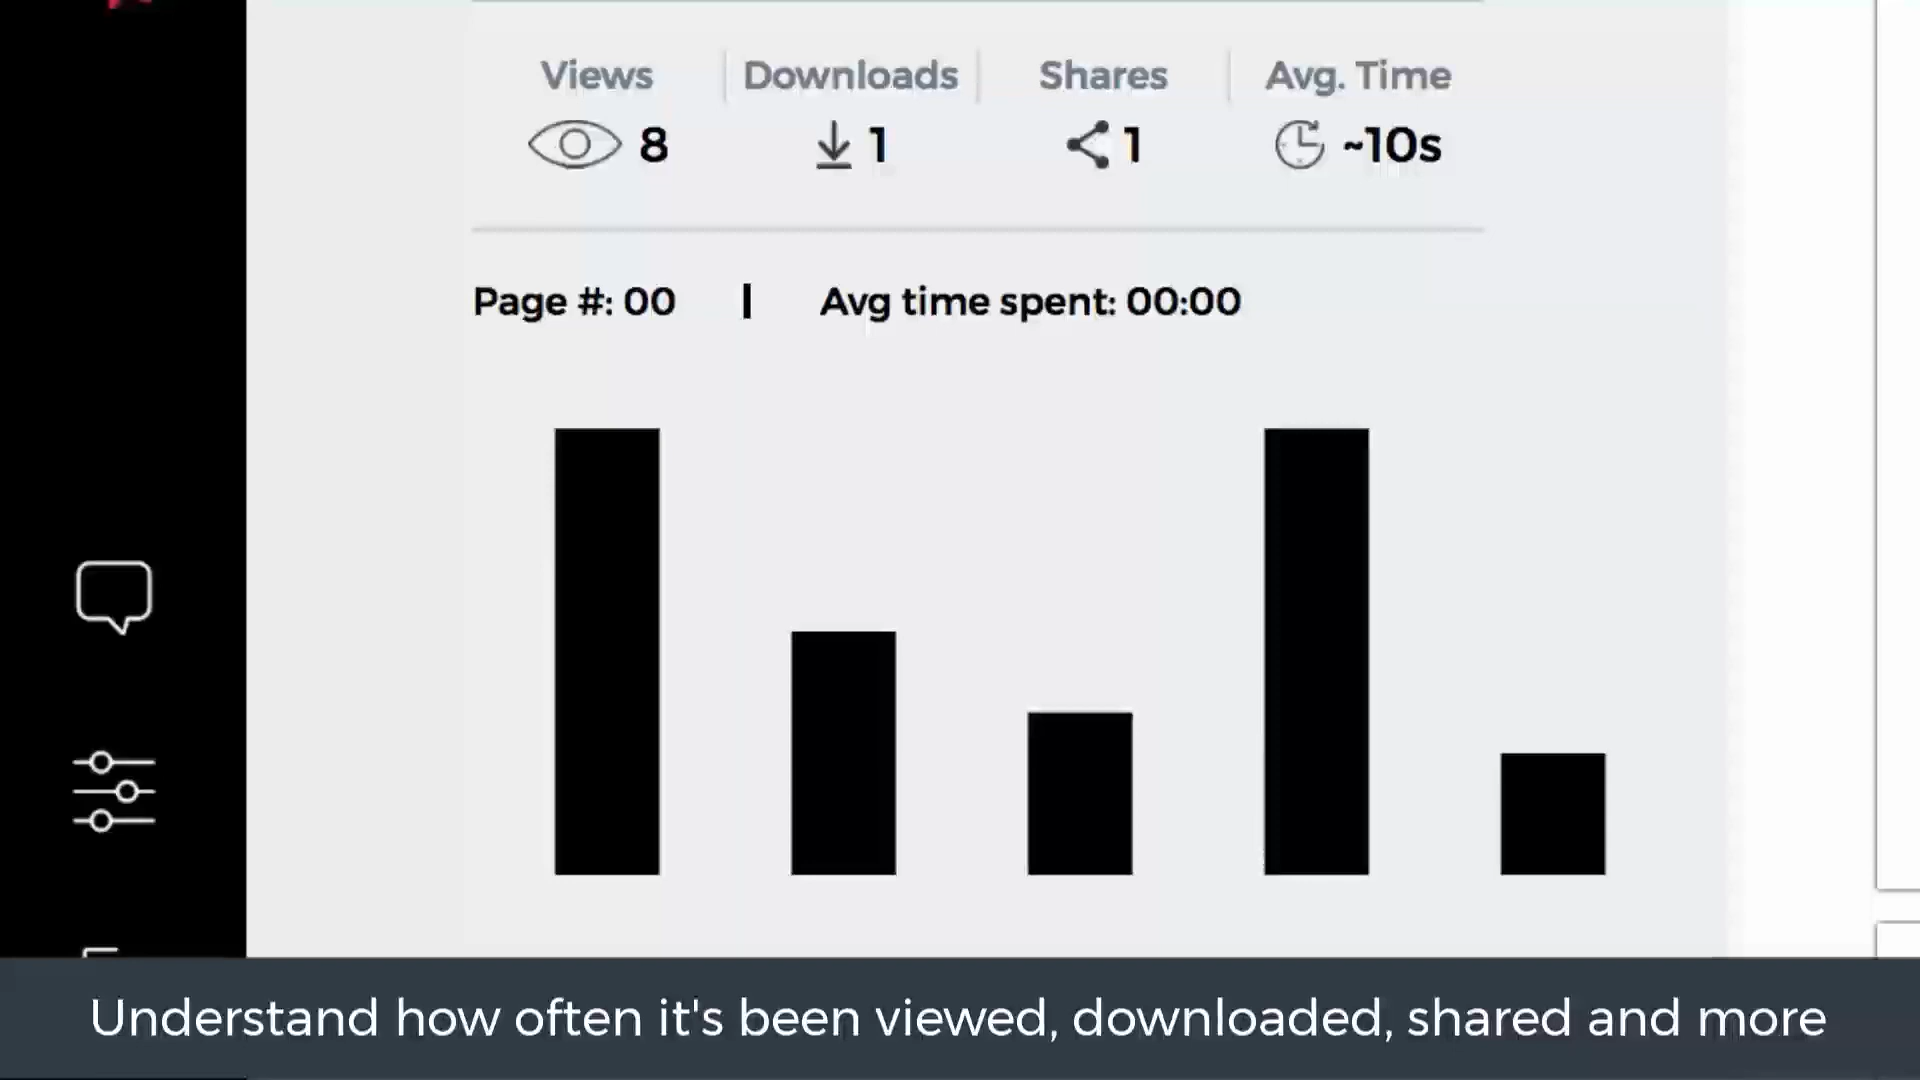 Views Downloads Shares Avg. Time
8 1 1 ~10s
Page #: 00 | Avg time spent: 00:00
Understand how often it's been viewed, downloaded, shared and more